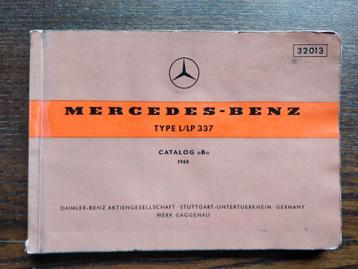 32013
MERCEDES-BENZ
TYPE L/LP 337
CATALOG »B«
1960
DAIMLER-BENZ AKTIENGESELLSCHAFT · STUTTGART-UNTERTUERKHEIM · GERMANY
WERK GAGGENAU